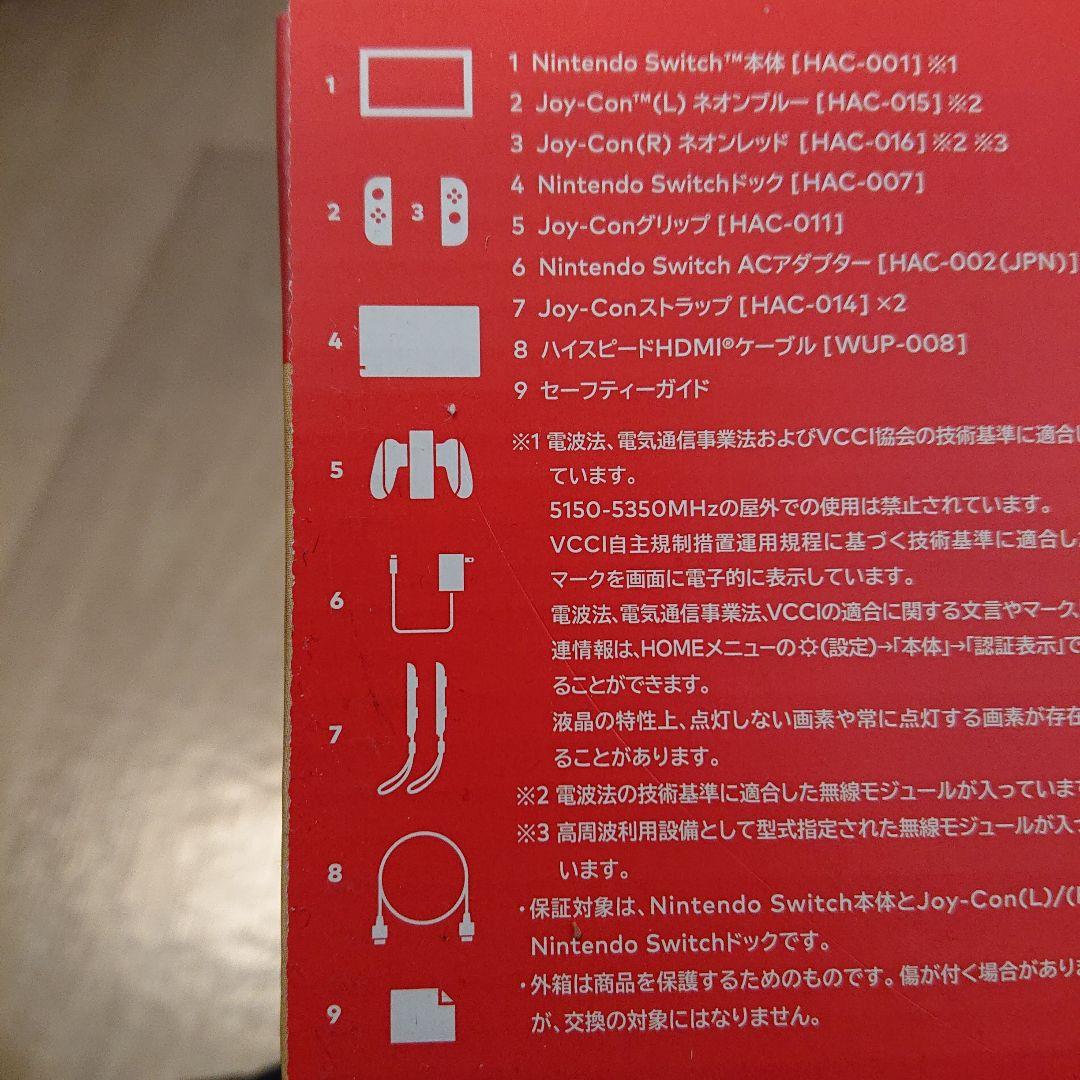 1 Nintendo Switch™本体 [HAC-001] ※1
2 Joy-Con™(L) ネオンブルー [HAC-015] ※2
3 Joy-Con(R) ネオンレッド [HAC-016] ※2 ※3
4 Nintendo Switchドック [HAC-007]
5 Joy-Conグリップ [HAC-011]
6 Nintendo Switch ACアダプター [HAC-002(JPN)]
7 Joy-Conストラップ [HAC-014] ×2
8 ハイスピードHDMI®ケーブル [WUP-008]
9 セーフティーガイド
※1 電波法、電気通信事業法およびVCCI協会の技術基準に適合し
ています。
5150-5350MHzの屋外での使用は禁止されています。
VCCI自主規制措置運用規程に基づく技術基準に適合した
マークを画面に電子的に表示しています。
電波法、電気通信事業法、VCCIの適合に関する文言やマーク、
連情報は、HOMEメニューの(設定)→「本体」→「認証表示」で
ることができます。
液晶の特性上、点灯しない画素や常に点灯する画素が存在
ることがあります。
※2 電波法の技術基準に適合した無線モジュールが入っています
※3 高周波利用設備として型式指定された無線モジュールが入っ
います。
・保証対象は、Nintendo Switch本体とJoy-Con(L)/(
Nintendo Switchドックです。
・外箱は商品を保護するためのものです。傷が付く場合があり
が、交換の対象にはなりません。
1
2
3
4
5
6
7
8
9